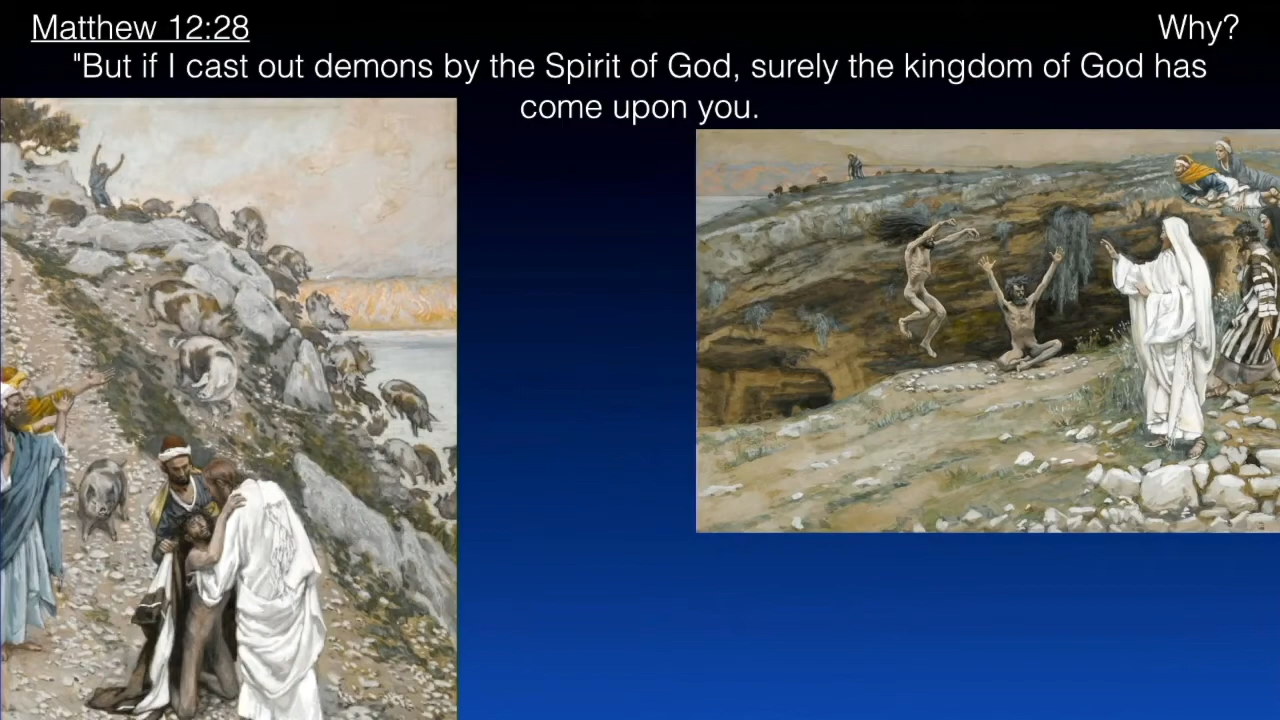 Matthew 12:28
Why?
"But if I cast out demons by the Spirit of God, surely the kingdom of God has
come upon you.